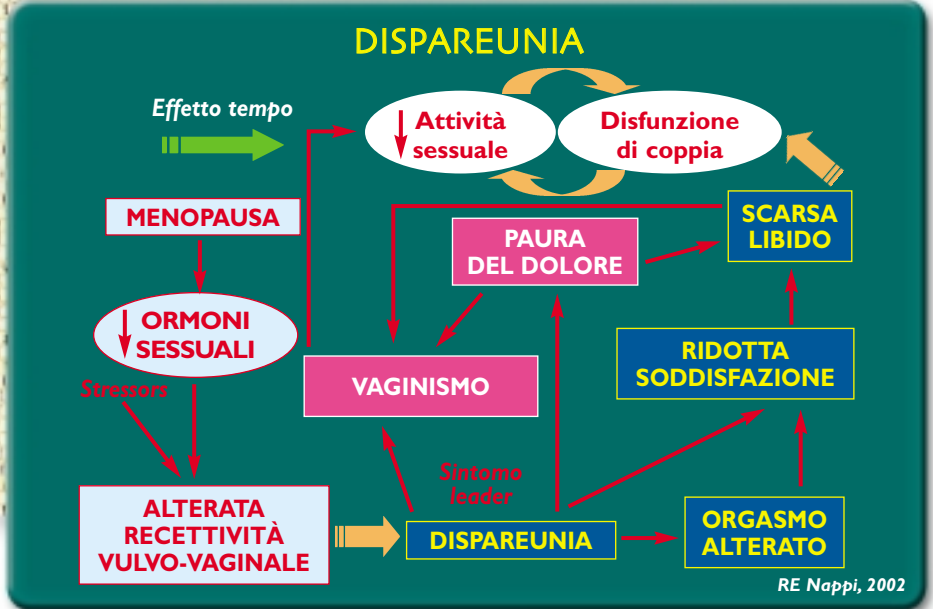 DISPAREUNIA
Effetto tempo
↓ Attività
sessuale
Disfunzione
di coppia
MENOPAUSA
SCARSA
LIBIDO
PAURA
DEL DOLORE
↓ ORMONI
SESSUALI
RIDOTTA
SODDISFAZIONE
VAGINISMO
Stressors
Sintomo
leader
ALTERATA
RECETTIVITÀ
VULVO-VAGINALE
DISPAREUNIA
ORGASMO
ALTERATO
RE Nappi, 2002